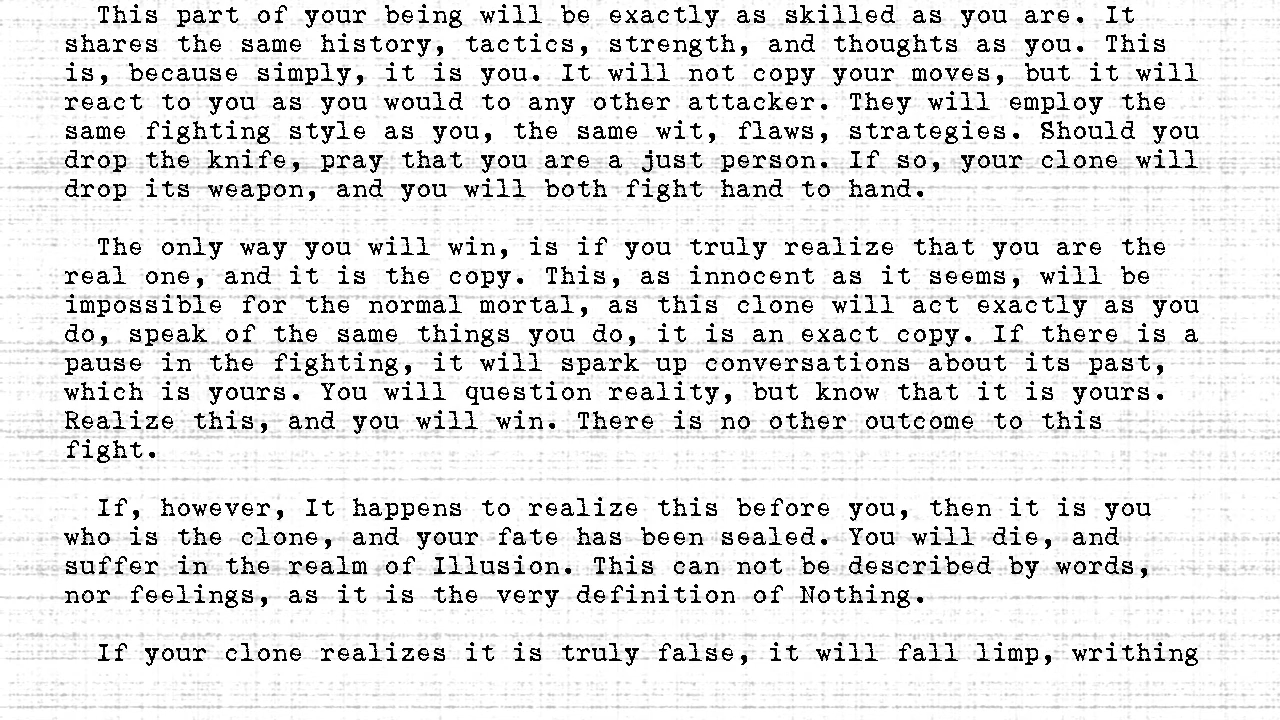 This part of your being will be exactly as skilled as you are. It
shares the same history, tactics, strength, and thoughts as you. This
is, because simply, it is you. It will not copy your moves, but it will
react to you as you would to any other attacker. They will employ the
same fighting style as you, the same wit, flaws, strategies. Should you
drop the knife, pray that you are a just person. If so, your clone will
drop its weapon, and you will both fight hand to hand.
The only way you will win, is if you truly realize that you are the
real one, and it is the copy. This, as innocent as it seems, will be
impossible for the normal mortal, as this clone will act exactly as you
do, speak of the same things you do, it is an exact copy. If there is a
pause in the fighting, it will spark up conversations about its past,
which is yours. You will question reality, but know that it is yours.
Realize this, and you will win. There is no other outcome to this
fight.
If, however, It happens to realize this before you, then it is you
who is the clone, and your fate has been sealed. You will die, and
suffer in the realm of Illusion. This can not be described by words,
nor feelings, as it is the very definition of Nothing.
If your clone realizes it is truly false, it will fall limp, writhing